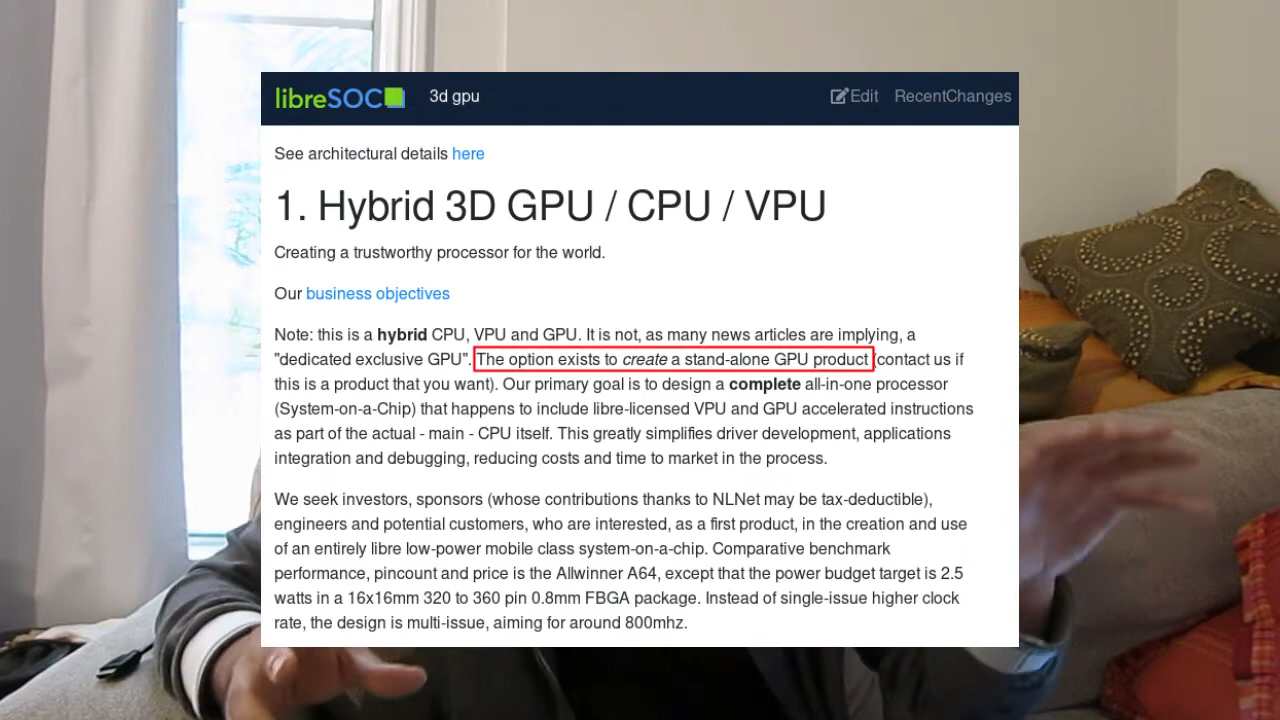 libreSOC 3d gpu Edit RecentChanges
See architectural details here
1. Hybrid 3D GPU / CPU / VPU
Creating a trustworthy processor for the world.
Our business objectives
Note: this is a hybrid CPU, VPU and GPU. It is not, as many news articles are implying, a
"dedicated exclusive GPU". The option exists to create a stand-alone GPU product (contact us if
this is a product that you want). Our primary goal is to design a complete all-in-one processor
(System-on-a-Chip) that happens to include libre-licensed VPU and GPU accelerated instructions
as part of the actual - main - CPU itself. This greatly simplifies driver development, applications
integration and debugging, reducing costs and time to market in the process.
We seek investors, sponsors (whose contributions thanks to NLNet may be tax-deductible),
engineers and potential customers, who are interested, as a first product, in the creation and use
of an entirely libre low-power mobile class system-on-a-chip. Comparative benchmark
performance, pincount and price is the Allwinner A64, except that the power budget target is 2.5
watts in a 16x16mm 320 to 360 pin 0.8mm FBGA package. Instead of single-issue higher clock
rate, the design is multi-issue, aiming for around 800mhz.